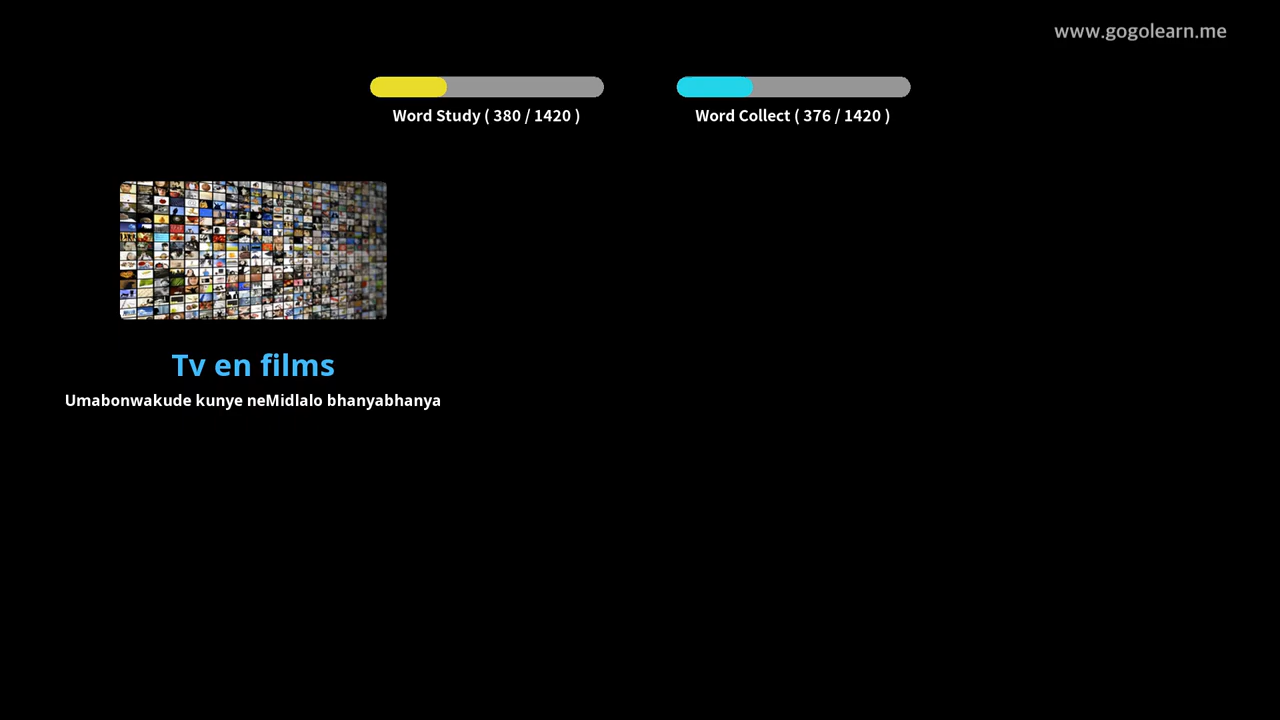 www.gogolearn.me
Word Study ( 380 / 1420 )
Word Collect ( 376 / 1420 )
Tv en films
Umabonwakude kunye neMidlalo bhanyabhanya